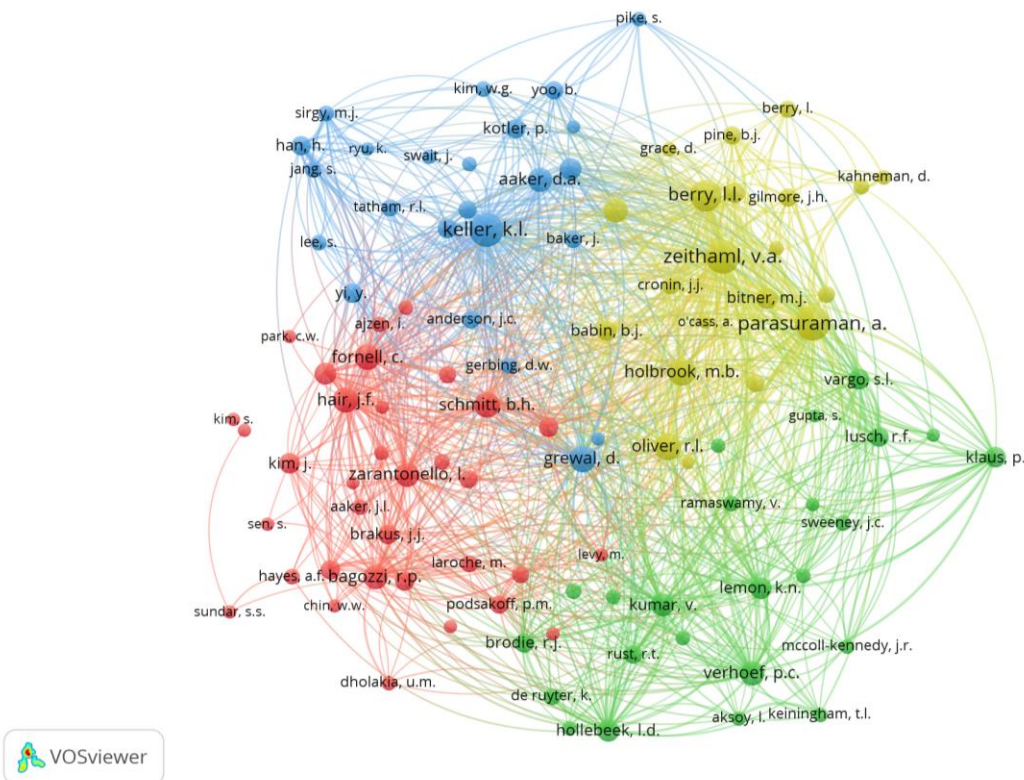 pike, s.
kim, w.g.
yoo, b.
berry, l.
sirgy, m.j.
kotler, p.
pine, b.j.
han, h.
ryu, k.
swait, j.
grace, d.
jang, s.
aaker, d.a.
kahneman, d.
berry, l.l.
gilmore, j.h.
tatham, r.l.
keller, k.l.
baker, j.
lee, s.
zeithaml, v.a.
cronin, j.j.
yi, y.
bitner, m.j.
ajzen, i.
anderson, j.c.
o'cass, a.
parasuraman, a.
park, c.w.
babin, b.j.
fornell, c.
gerbing, d.w.
holbrook, m.b.
vargo, s.l.
hair, j.f.
schmitt, b.h.
kim, s.
gupta, s.
lusch, r.f.
oliver, r.l.
grewal, d.
klaus, p.
kim, j.
zarantonello, l.
aaker, j.l.
ramaswamy, v.
sen, s.
sweeney, j.c.
brakus, j.j.
levy, m.
laroche, m.
hayes, a.f.
bagozzi, r.p.
lemon, k.n.
sundar, s.s.
chin, w.w.
podsakoff, p.m.
kumar, v.
brodie, r.j.
rust, r.t.
mccoll-kennedy, j.r.
verhoef, p.c.
dholakia, u.m.
de ruyter, k.
aksoy, l.
keiningham, t.l.
hollebeek, l.d.
VOSviewer